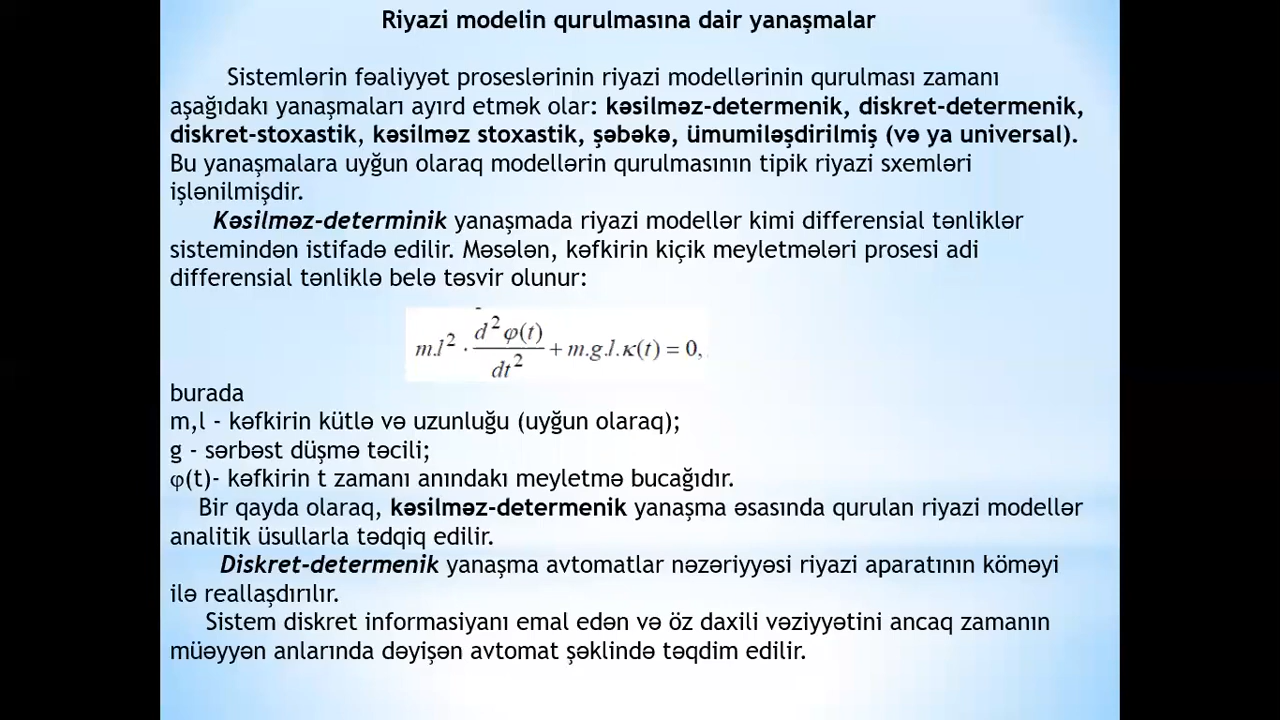 Riyazi modelin qurulmasına dair yanaşmalar
Sistemlərin fəaliyyət proseslərinin riyazi modellərinin qurulması zamanı
aşağıdakı yanaşmaları ayırd etmək olar: kəsilməz-determenik, diskret-determenik,
diskret-stoxastik, kəsilməz stoxastik, şəbəkə, ümumiləşdirilmiş (və ya universal).
Bu yanaşmalara uyğun olaraq modellərin qurulmasının tipik riyazi sxemləri
işlənilmişdir.
Kəsilməz-determinik yanaşmada riyazi modellər kimi differensial tənliklər
sistemindən istifadə edilir. Məsələn, kəfkirin kiçik meyletmələri prosesi adi
differensial tənliklə belə təsvir olunur:
m.l² · d²φ(t)/dt² + m.g.l.κ(t) = 0,
burada
m,l - kəfkirin kütlə və uzunluğu (uyğun olaraq);
g - sərbəst düşmə təcili;
φ(t)- kəfkirin t zamanı anındakı meyletmə bucağıdır.
Bir qayda olaraq, kəsilməz-determenik yanaşma əsasında qurulan riyazi modellər
analitik üsullarla tədqiq edilir.
Diskret-determenik yanaşma avtomatlar nəzəriyyəsi riyazi aparatının köməyi
ilə reallaşdırılır.
Sistem diskret informasiyanı emal edən və öz daxili vəziyyətini ancaq zamanın
müəyyən anlarında dəyişən avtomat şəklində təqdim edilir.